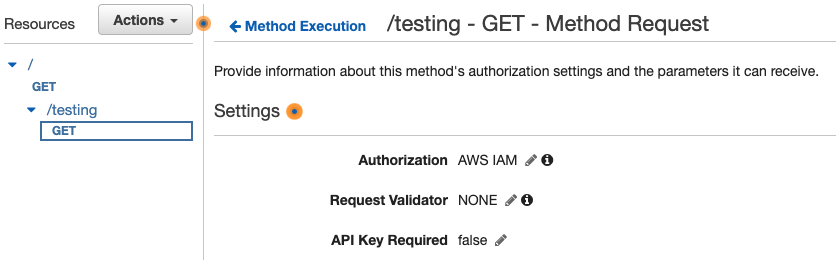 Resources
Actions
/
GET
/testing
GET
Method Execution
/testing - GET - Method Request
Provide information about this method's authorization settings and the parameters it can receive.
Settings
Authorization AWS IAM
Request Validator NONE
API Key Required false